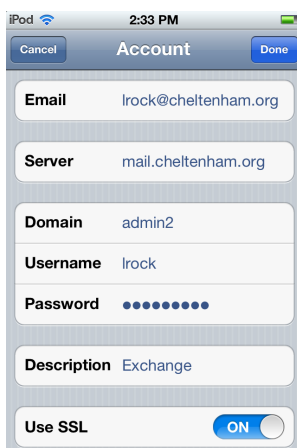 iPod 2:33 PM
Cancel Account Done
Email lrock@cheltenham.org
Server mail.cheltenham.org
Domain admin2
Username lrock
Password ●●●●●●●●●
Description Exchange
Use SSL ON